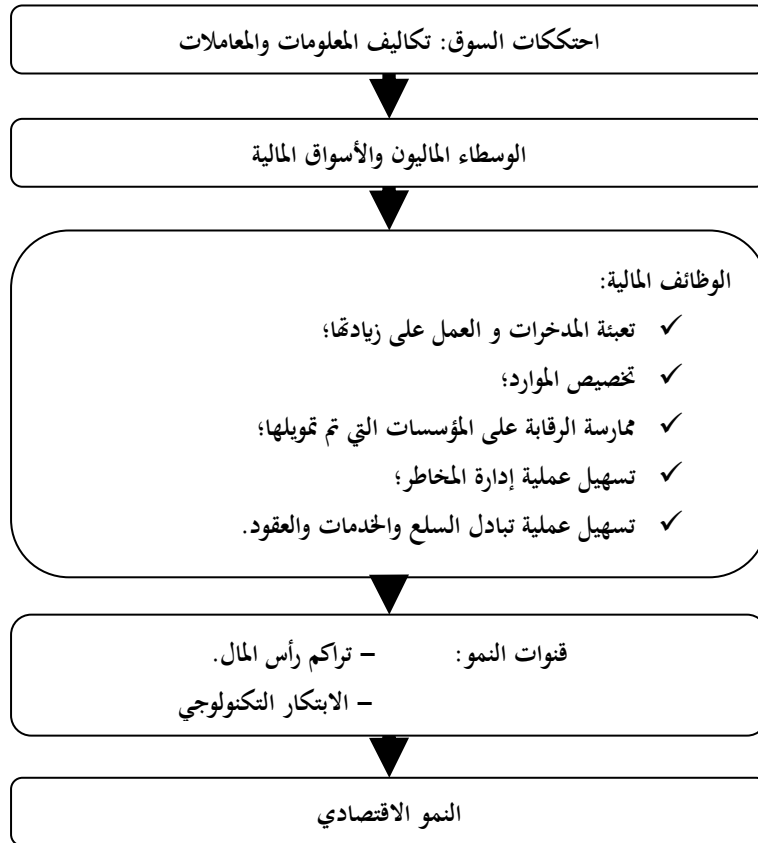 احتككات السوق: تكاليف المعلومات والمعاملات
الوسطاء الماليون والأسواق المالية
الوظائف المالية:
✓ تعبئة المدخرات و العمل على زيادتها؛
✓ تخصيص الموارد؛
✓ ممارسة الرقابة على المؤسسات التي تم تمويلها؛
✓ تسهيل عملية إدارة المخاطر؛
✓ تسهيل عملية تبادل السلع والخدمات والعقود.
قنوات النمو: – تراكم رأس المال.
– الابتكار التكنولوجي
النمو الاقتصادي